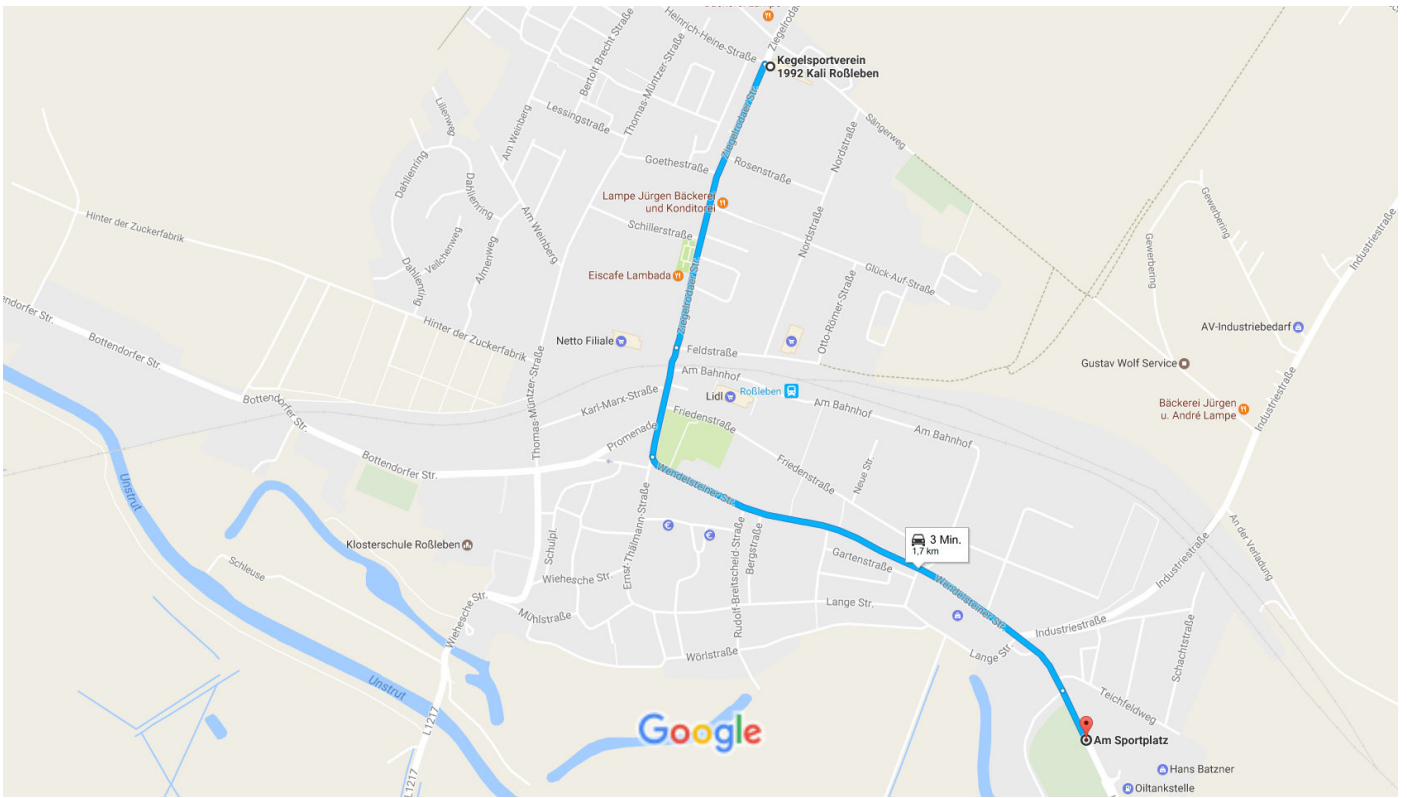 Heinrich-Heine-Straße
Ziegelrodaer
Kegelsportverein
1992 Kali Roßleben
Bertolt Brecht Straße
Thomas-Müntzer-Straße
Lilienweg
Am Weinberg
Lessingstraße
Ziegelrodaer Str.
Sängerweg
Nordstraße
Dahlienring
Dahlienring
Goethestraße
Rosenstraße
Gewerbering
Lampe Jürgen Bäckerei
und Konditorei
Hinter der Zuckerfabrik
Am Weinberg
Schillerstraße
Nordstraße
Industriestraße
Veilchenweg
Almenweg
Gewerbering
Dahlienring
Eiscafe Lambada
Ziegelrodaer Str.
Glück-Auf-Straße
Bottendorfer Str.
Otto-Römer-Straße
AV-Industriebedarf
Hinter der Zuckerfabrik
Netto Filiale
Feldstraße
Bottendorfer Str.
Gustav Wolf Service
Am Bahnhof
Thomas-Müntzer-Straße
Karl-Marx-Straße
Lidl
Roßleben
Am Bahnhof
Bäckerei Jürgen
u. André Lampe
Industriestraße
Bottendorfer Str.
Friedenstraße
Promenade
Am Bahnhof
Bottendorfer Str.
Friedenstraße
Neue Str.
Unstrut
Wendelsteiner Str.
Ernst-Thälmann-Straße
An der Verladung
Klosterschule Roßleben
Schulpl.
Rudolf-Breitscheid-Straße
Bergstraße
3 Min.
1,7 km
Gartenstraße
Industriestraße
Schleuse
Wiehesche Str.
Wendelsteiner Str.
Lange Str.
Wiehesche Str.
Mühlstraße
Industriestraße
Schachtstraße
Wörlstraße
Lange Str.
Unstrut
Teichfeldweg
L1217
Google
Am Sportplatz
L1217
Hans Batzner
Oiltankstelle